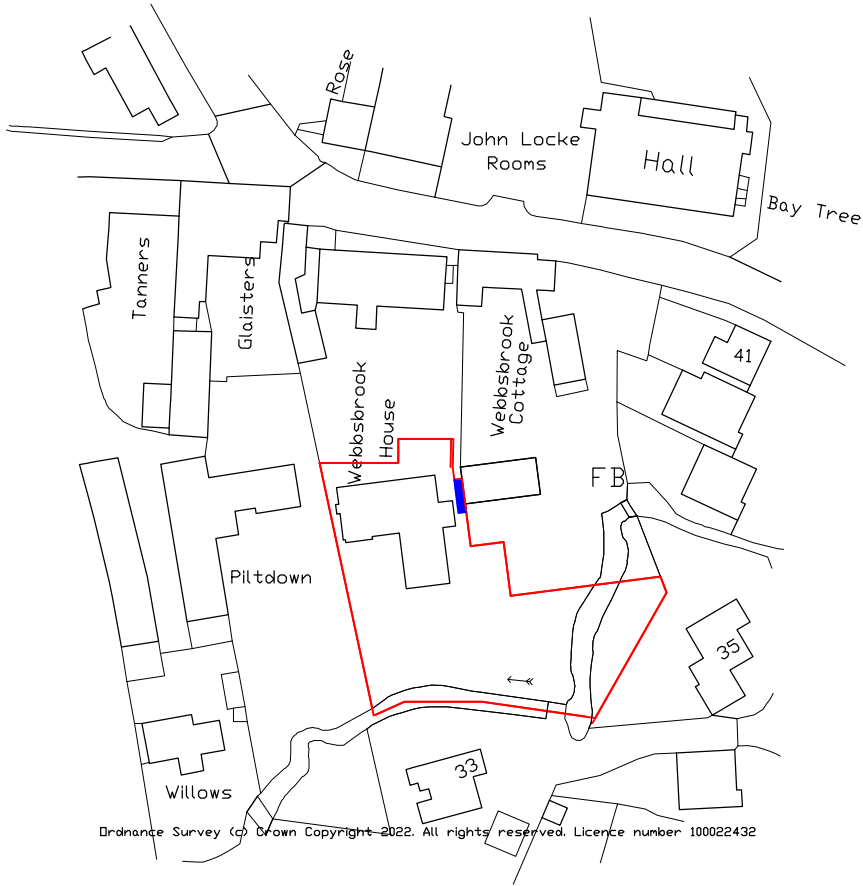 Rose
John Locke
Rooms
Hall
Bay Tree
Tanners
Glaisters
Webbsbrook
House
Webbsbrook
Cottage
41
FB
Piltdown
35
33
Willows
Ordnance Survey (c) Crown Copyright 2022. All rights reserved. Licence number 100022432